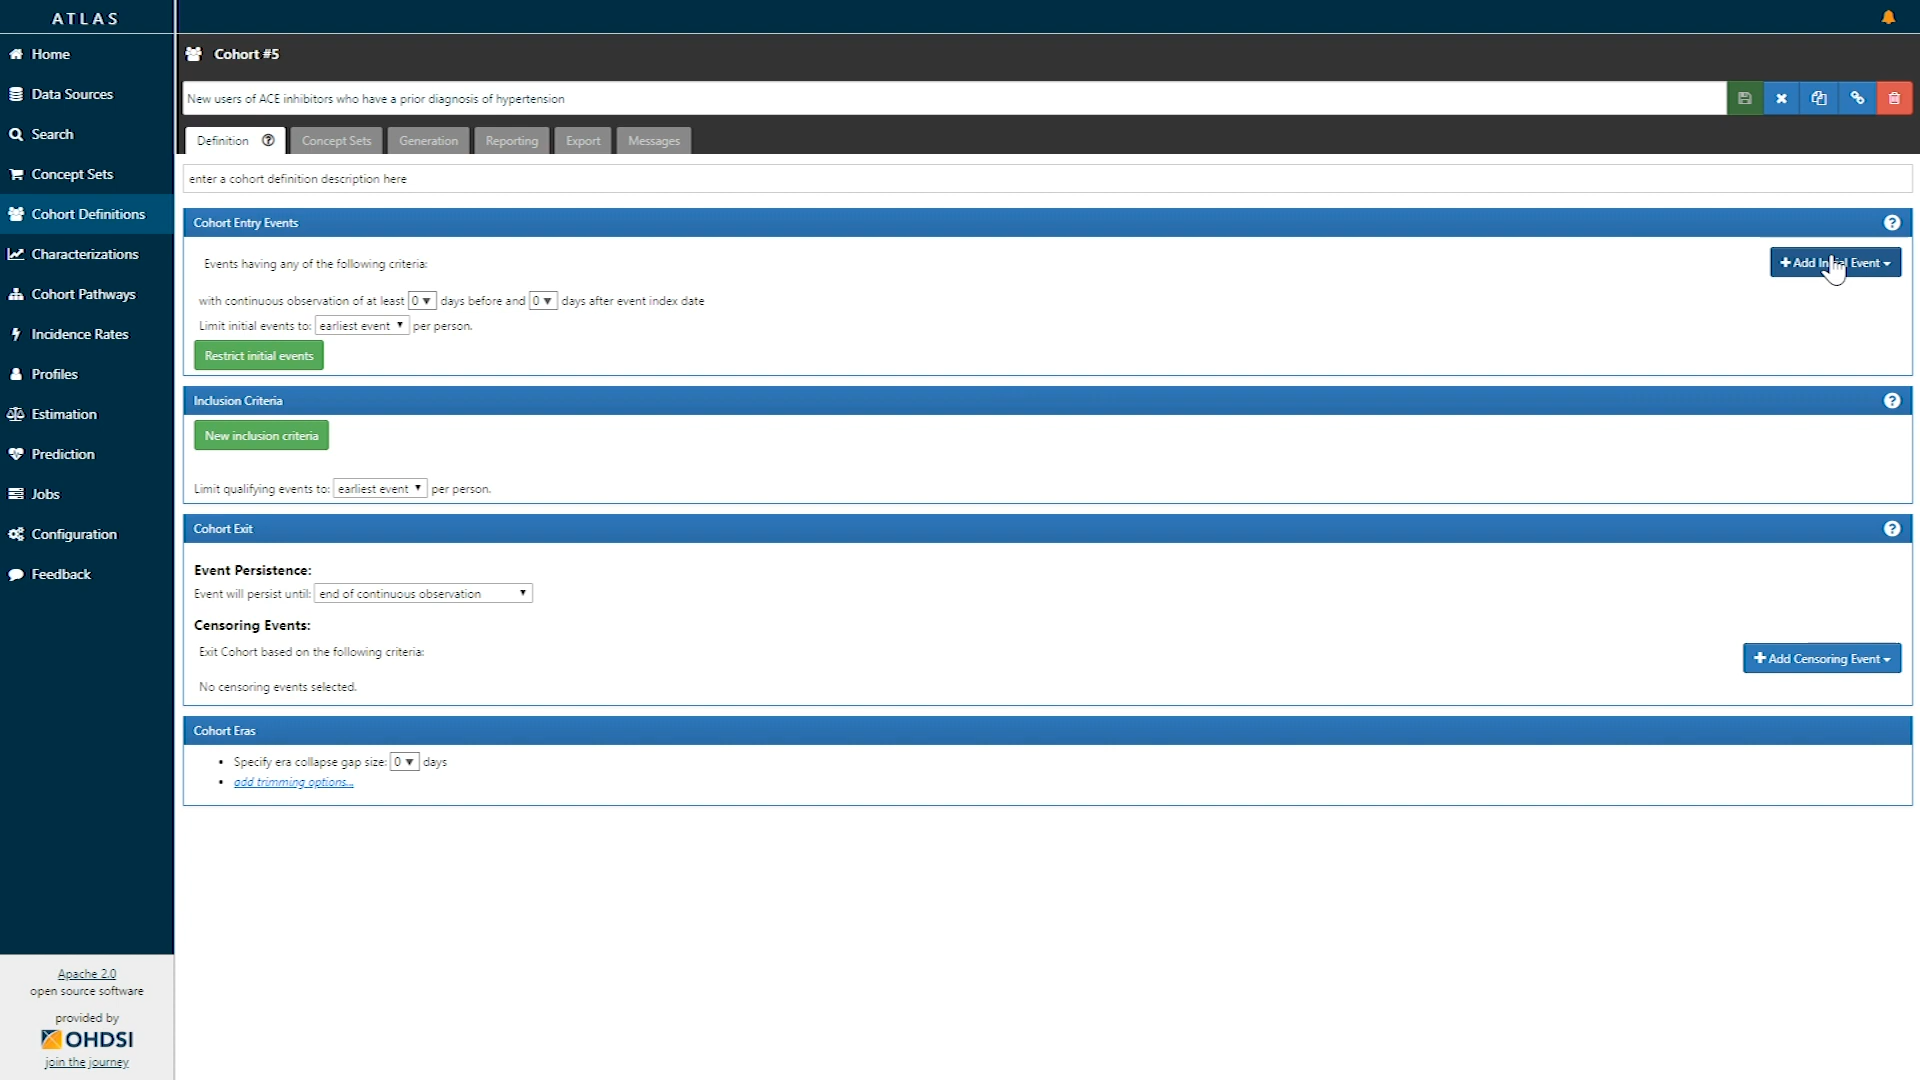 ATLAS
Home
Data Sources
Search
Concept Sets
Cohort Definitions
Characterizations
Cohort Pathways
Incidence Rates
Profiles
Estimation
Prediction
Jobs
Configuration
Feedback
Apache 2.0
open source software
provided by
OHDSI
join the journey
Cohort #5
New users of ACE inhibitors who have a prior diagnosis of hypertension
Definition Concept Sets Generation Reporting Export Messages
enter a cohort definition description here
Cohort Entry Events
Events having any of the following criteria:
Add Initial Event
with continuous observation of at least 0 days before and 0 days after event index date
Limit initial events to: earliest event per person.
Restrict initial events
Inclusion Criteria
New inclusion criteria
Limit qualifying events to: earliest event per person.
Cohort Exit
Event Persistence:
Event will persist until: end of continuous observation
Censoring Events:
Exit Cohort based on the following criteria:
Add Censoring Event
No censoring events selected.
Cohort Eras
Specify era collapse gap size: 0 days
add trimming options...